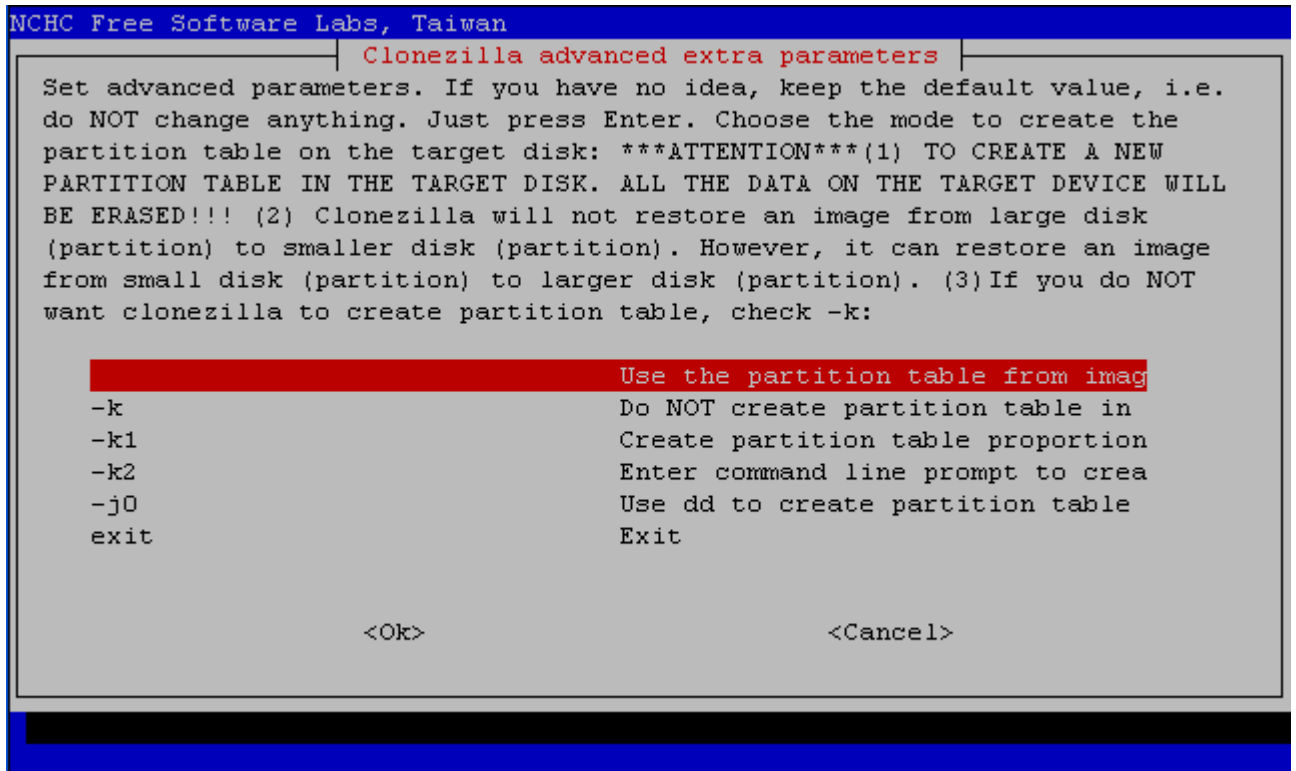 NCHC Free Software Labs, Taiwan
Clonezilla advanced extra parameters
Set advanced parameters. If you have no idea, keep the default value, i.e.
do NOT change anything. Just press Enter. Choose the mode to create the
partition table on the target disk: ***ATTENTION***(1) TO CREATE A NEW
PARTITION TABLE IN THE TARGET DISK. ALL THE DATA ON THE TARGET DEVICE WILL
BE ERASED!!! (2) Clonezilla will not restore an image from large disk
(partition) to smaller disk (partition). However, it can restore an image
from small disk (partition) to larger disk (partition). (3)If you do NOT
want clonezilla to create partition table, check -k:
Use the partition table from imag
-k Do NOT create partition table in
-k1 Create partition table proportion
-k2 Enter command line prompt to crea
-j0 Use dd to create partition table
exit Exit
<Ok> <Cancel>